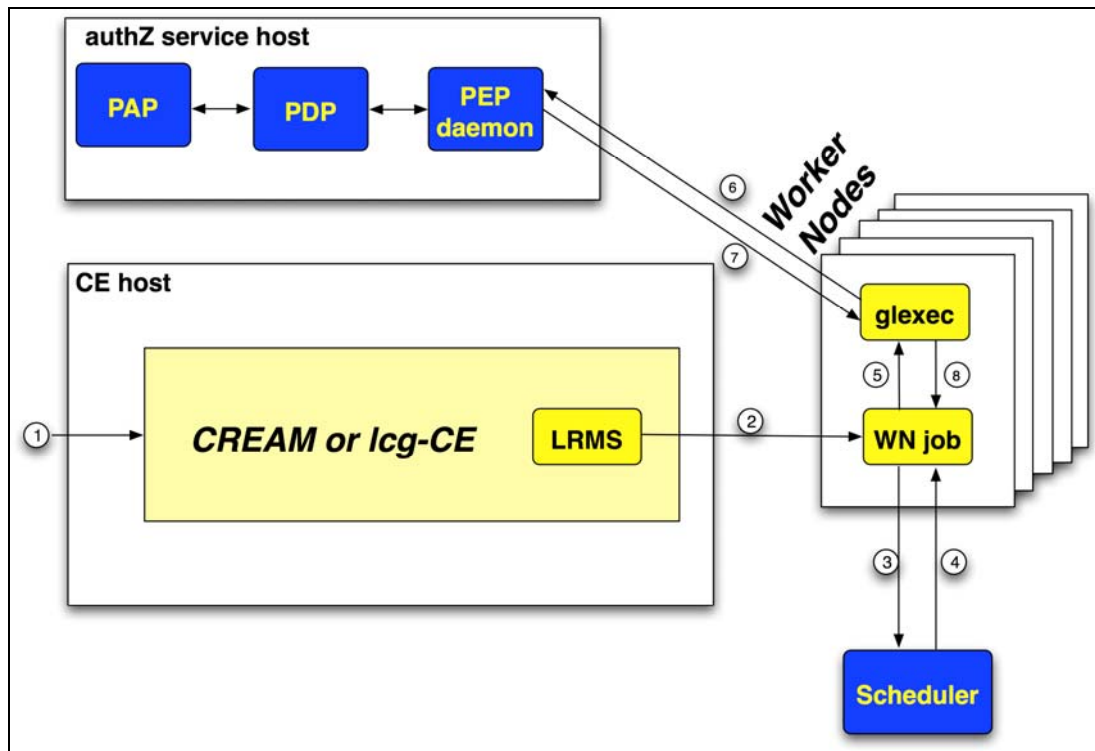 authZ service host
PAP
PDP
PEP
daemon
6
7
Worker
Nodes
CE host
glexec
5
8
1
CREAM or lcg-CE
LRMS
2
WN job
3
4
Scheduler